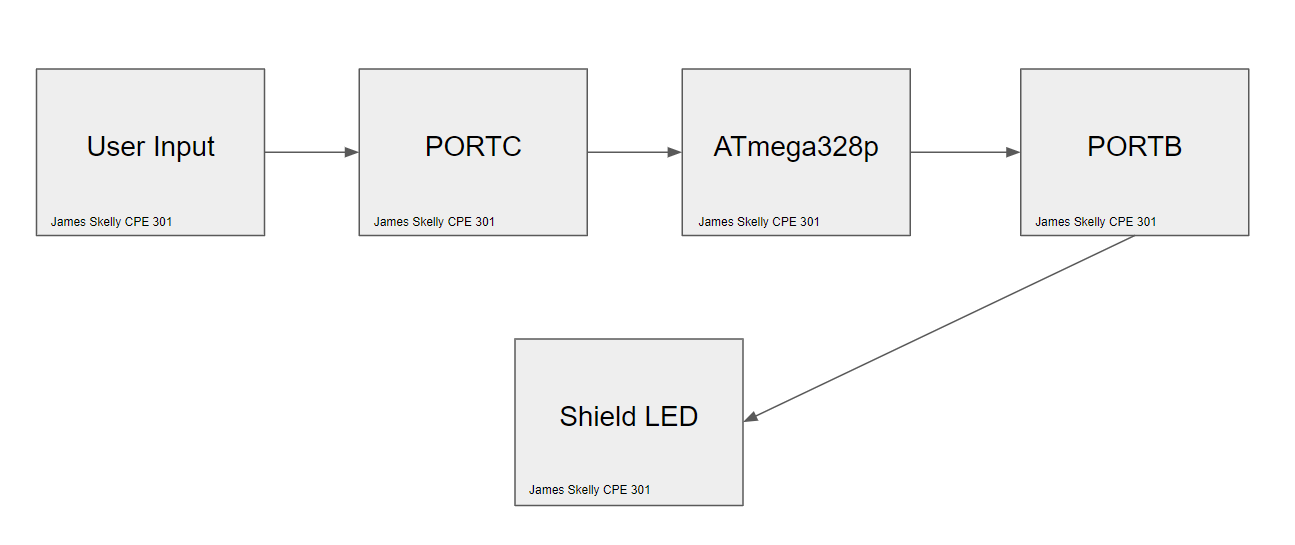 User Input
James Skelly CPE 301
PORTC
James Skelly CPE 301
ATmega328p
James Skelly CPE 301
PORTB
James Skelly CPE 301
Shield LED
James Skelly CPE 301